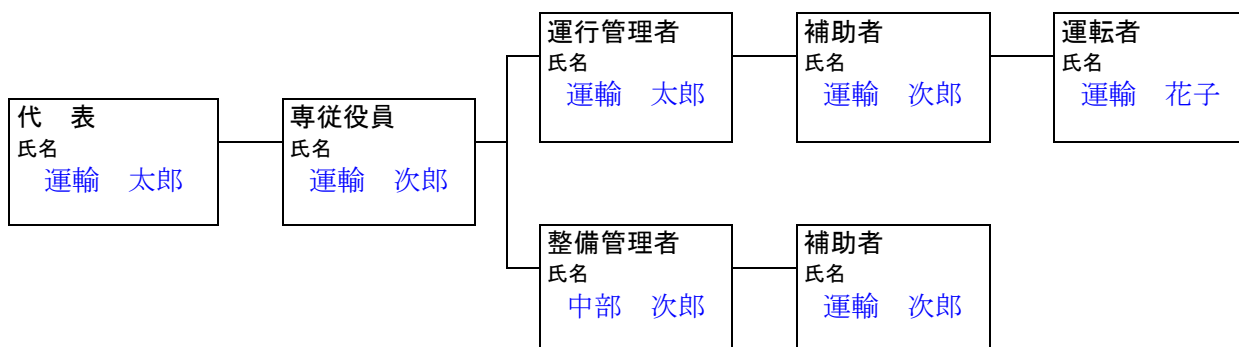 運行管理者
氏名
運輸　太郎
補助者
氏名
運輸　次郎
運転者
氏名
運輸　花子
代　表
氏名
運輸　太郎
専従役員
氏名
運輸　次郎
整備管理者
氏名
中部　次郎
補助者
氏名
運輸　次郎